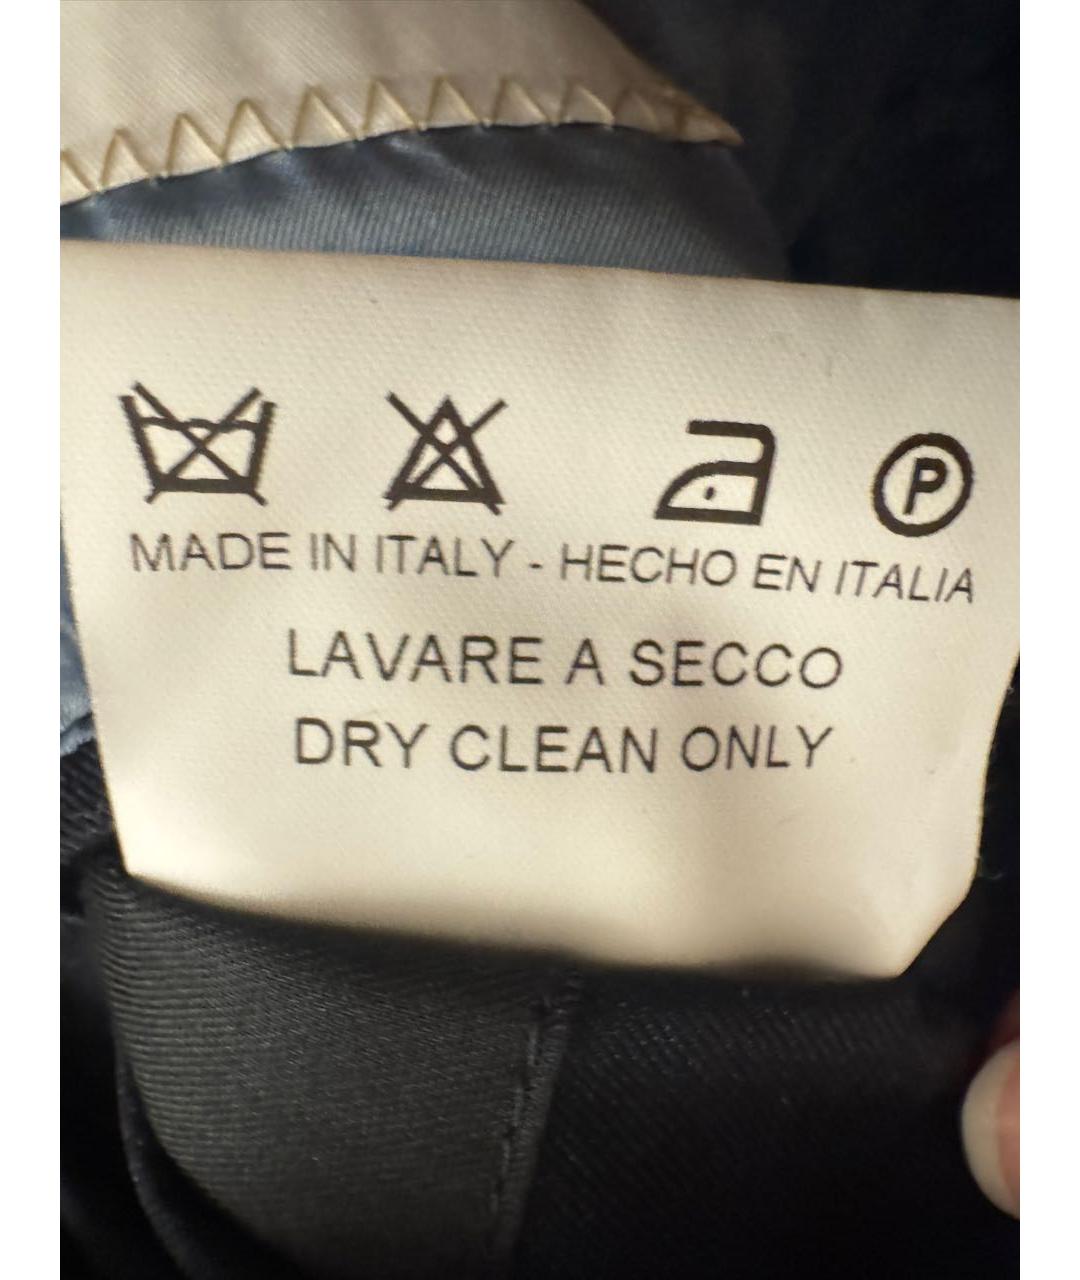 P
MADE IN ITALY - HECHO EN ITALIA
LAVARE A SECCO
DRY CLEAN ONLY